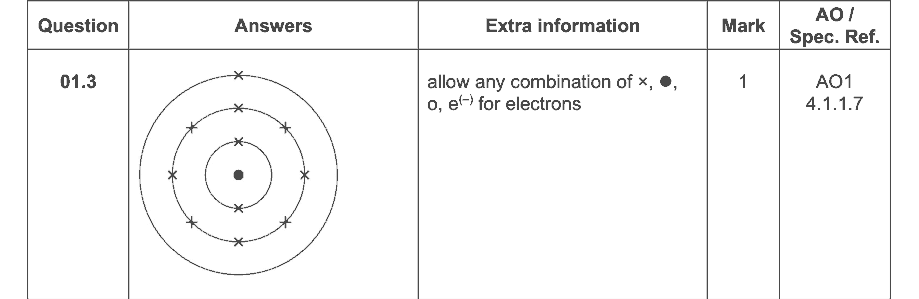 Question Answers Extra information Mark AO / Spec. Ref.
01.3 allow any combination of ×, ●, 1 AO1
o, e(–) for electrons 4.1.1.7